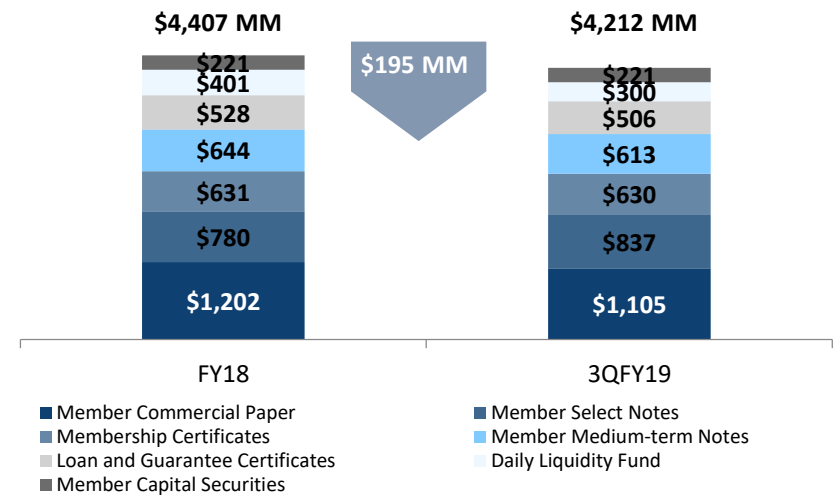 $4,407 MM
$4,212 MM
$195 MM
$221
$401
$528
$644
$631
$780
$1,202
$221
$300
$506
$613
$630
$837
$1,105
FY18
3QFY19
Member Commercial Paper
Member Select Notes
Membership Certificates
Member Medium-term Notes
Loan and Guarantee Certificates
Daily Liquidity Fund
Member Capital Securities